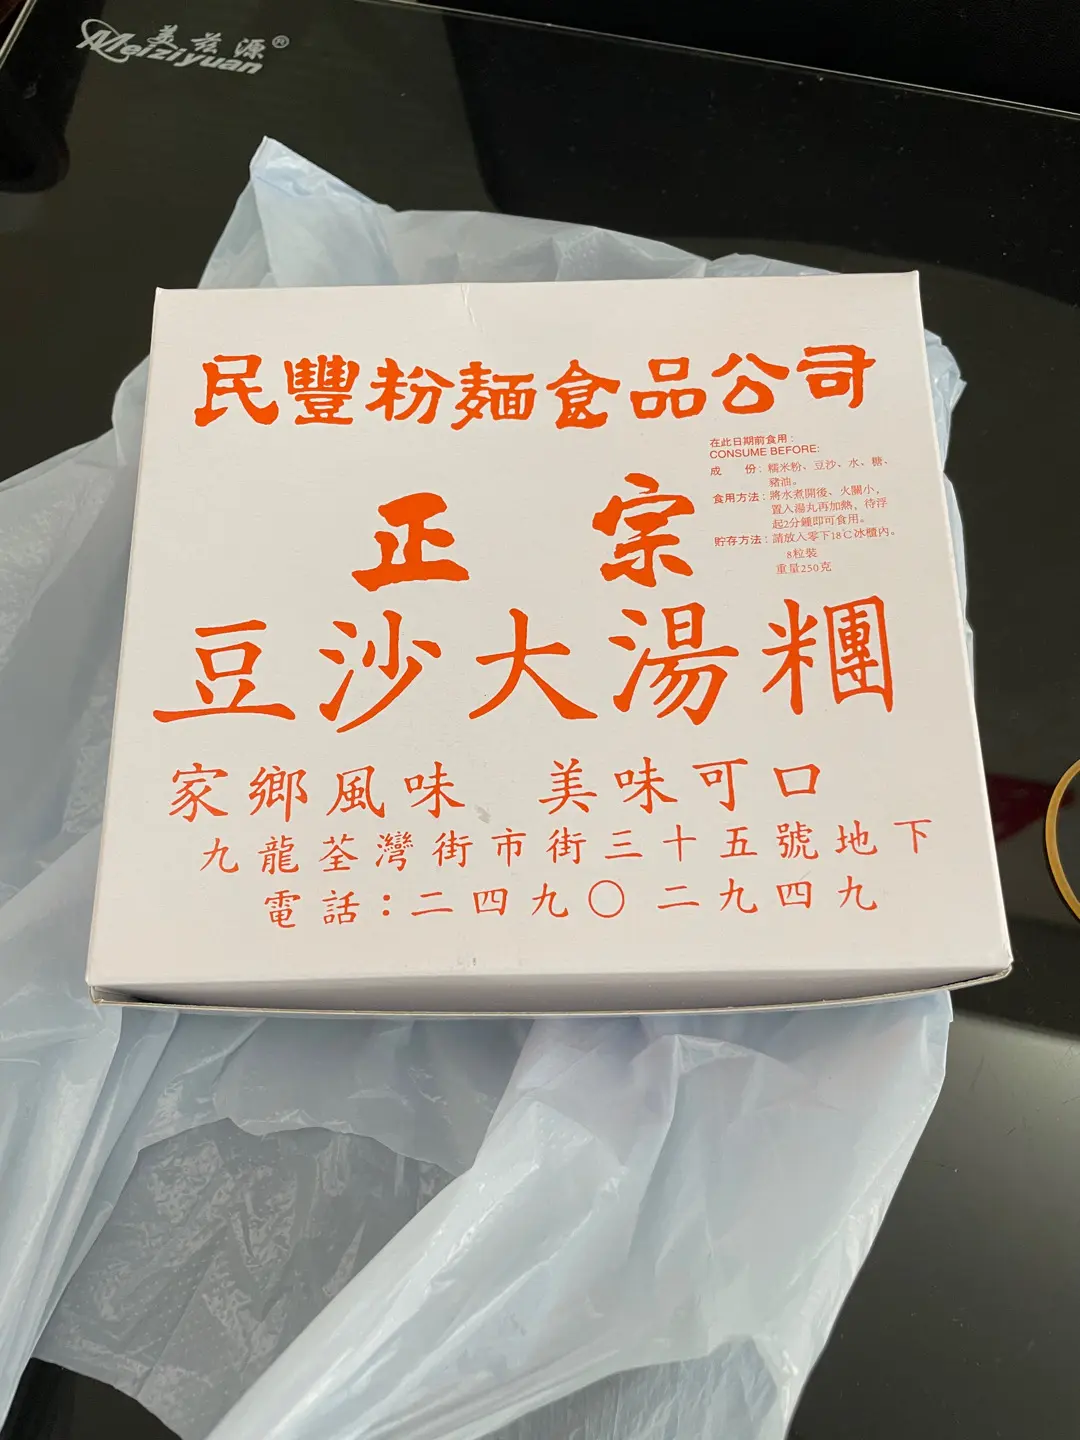 美兹源®
Meiziyuan
民豐粉麵食品公司
在此日期前食用：
CONSUME BEFORE:
成　份：糯米粉、豆沙、水、糖、
豬油。
食用方法：將水煮開後、火關小，
置入湯丸再加熱，待浮
起2分鐘即可食用。
貯存方法：請放入零下18℃冰櫃內。
8粒裝
重量250克
正　宗
豆沙大湯糰
家鄉風味　美味可口
九龍荃灣街市街三十五號地下
電話：二四九〇二九四九